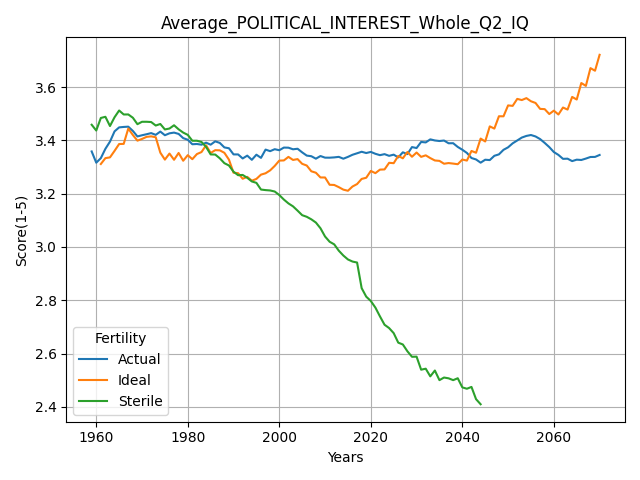 Average_POLITICAL_INTEREST_Whole_Q2_IQ
Score(1-5)
3.6
3.4
3.2
3.0
2.8
2.6
2.4
Fertility
Actual
Ideal
Sterile
1960 1980 2000 2020 2040 2060
Years